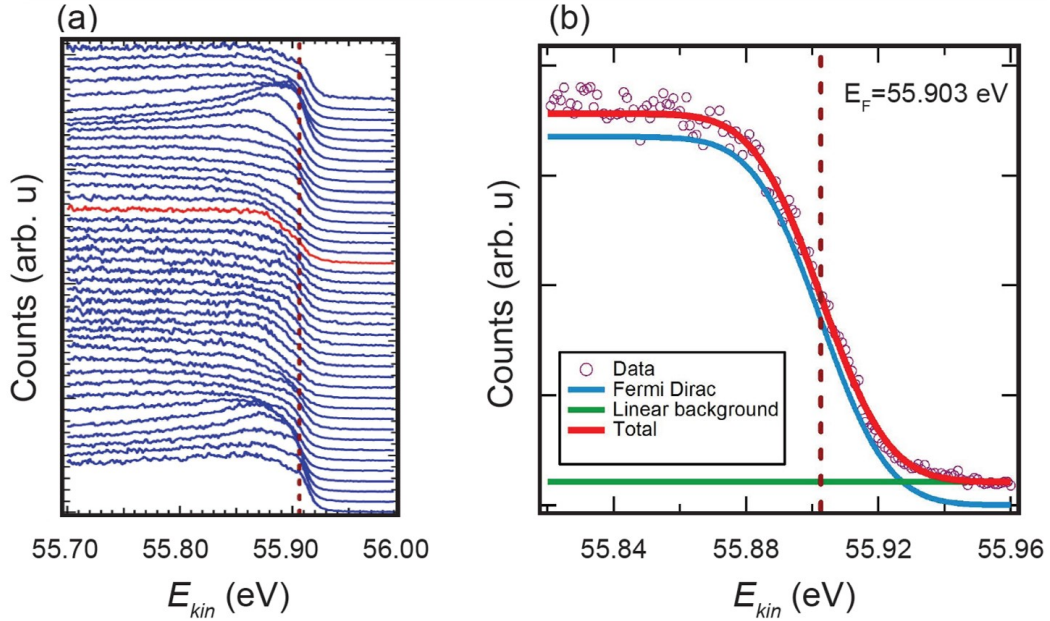 (a)
Counts (arb. u)
55.70 55.80 55.90 56.00
E_kin (eV)
(b)
E_F=55.903 eV
Counts (arb. u)
Data
Fermi Dirac
Linear background
Total
55.84 55.88 55.92 55.96
E_kin (eV)